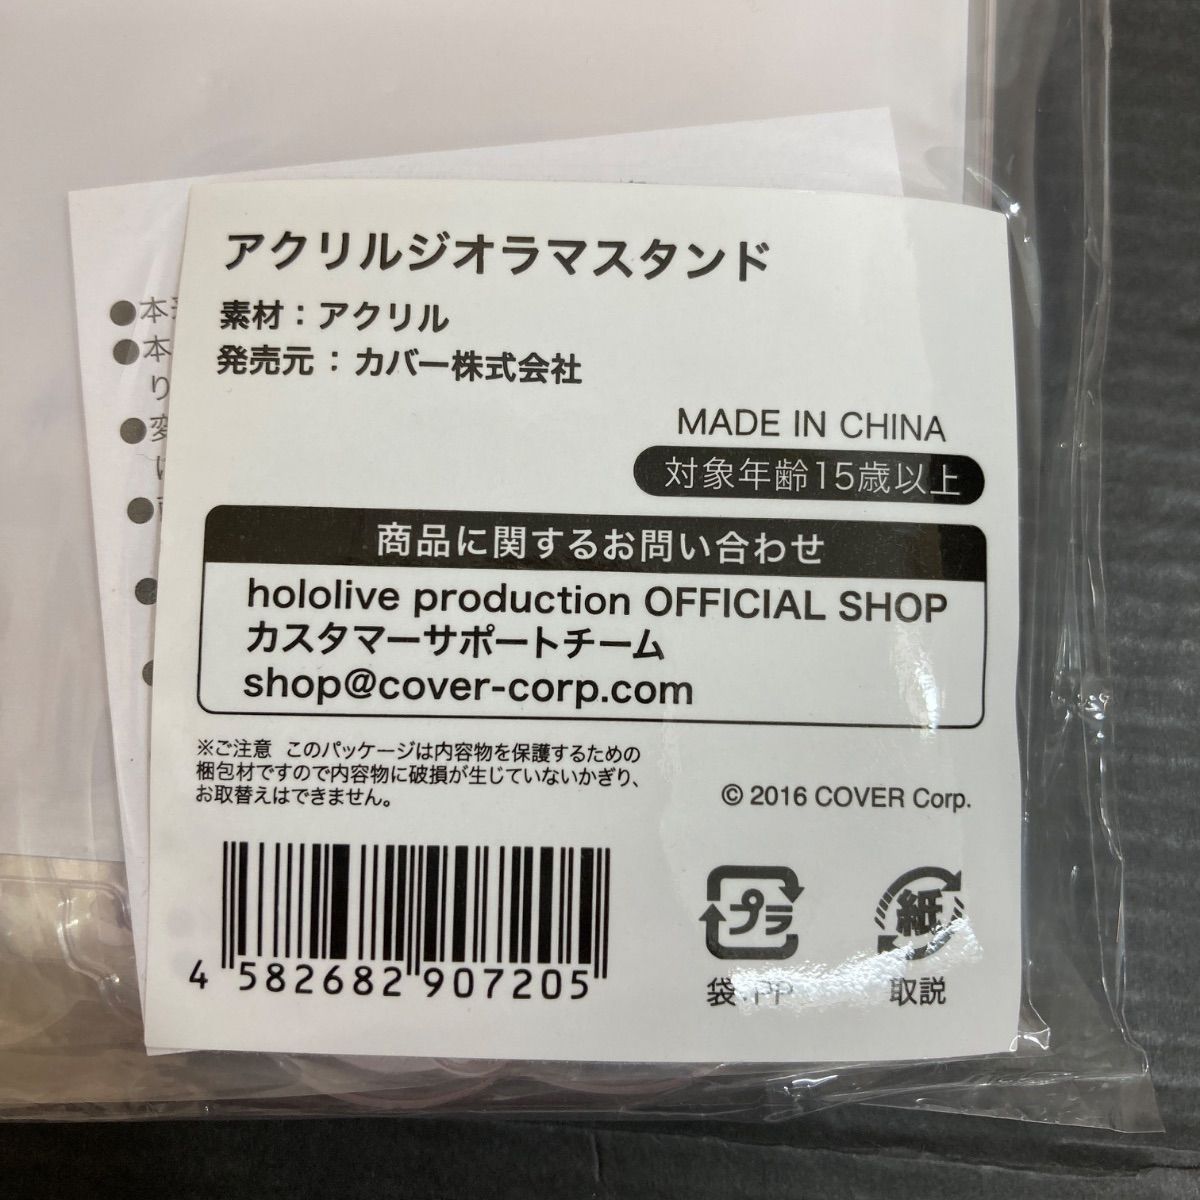 アクリルジオラマスタンド
素材：アクリル
発売元：カバー株式会社
MADE IN CHINA
対象年齢15歳以上
商品に関するお問い合わせ
hololive production OFFICIAL SHOP
カスタマーサポートチーム
shop@cover-corp.com
※ご注意 このパッケージは内容物を保護するための
梱包材ですので内容物に破損が生じていないかぎり、
お取替えはできません。
© 2016 COVER Corp.
4 582682 907205
プラ
袋:PP
紙
取説
●本
●本
り
●変